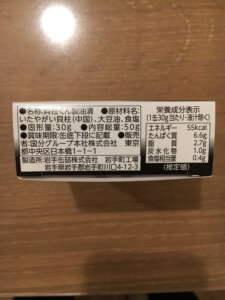 ●名称:貝柱くん製油漬 ●原材料名:
いたやがい貝柱(中国)、大豆油、食塩
●固形量:30g ●内容総量:50g
●賞味期限:缶底下段に記載 ●販売
者:国分グループ本社株式会社 東京
都中央区日本橋1-1-1
製造所:岩手缶詰株式会社 岩手町工場
岩手県岩手郡岩手町川口4-12-3
栄養成分表示
(1缶30g当たり・液汁除く)
エネルギー 55kcal
たんぱく質 6.6g
脂質 2.7g
炭水化物 1.0g
食塩相当量 0.4g
(推定値)